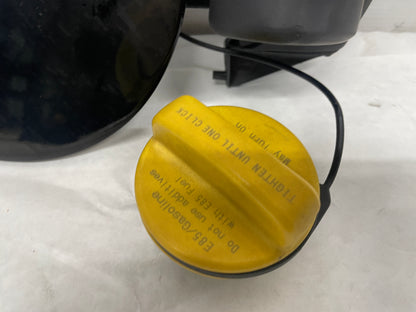 E85/Gasoline
Do not use additives
with E85 Fuel
TIGHTEN UNTIL ONE CLICK
May Turn On